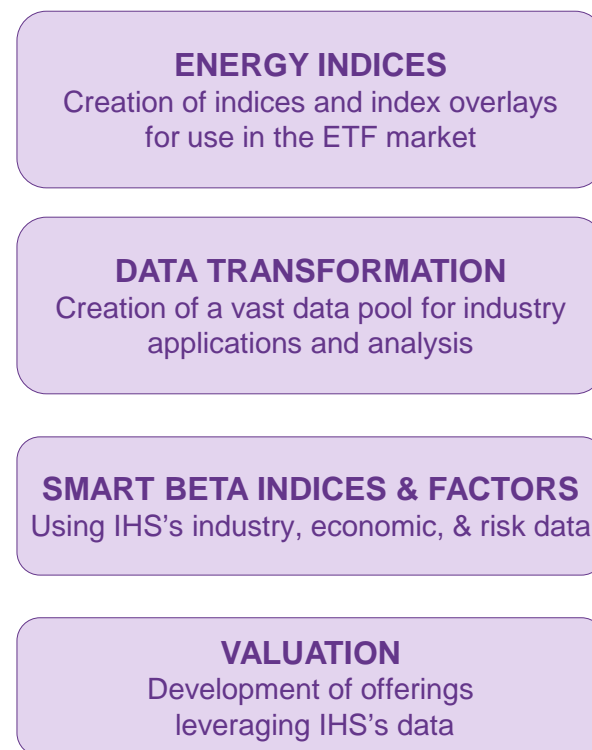 ENERGY INDICES
Creation of indices and index overlays
for use in the ETF market
DATA TRANSFORMATION
Creation of a vast data pool for industry
applications and analysis
SMART BETA INDICES & FACTORS
Using IHS's industry, economic, & risk data
VALUATION
Development of offerings
leveraging IHS's data